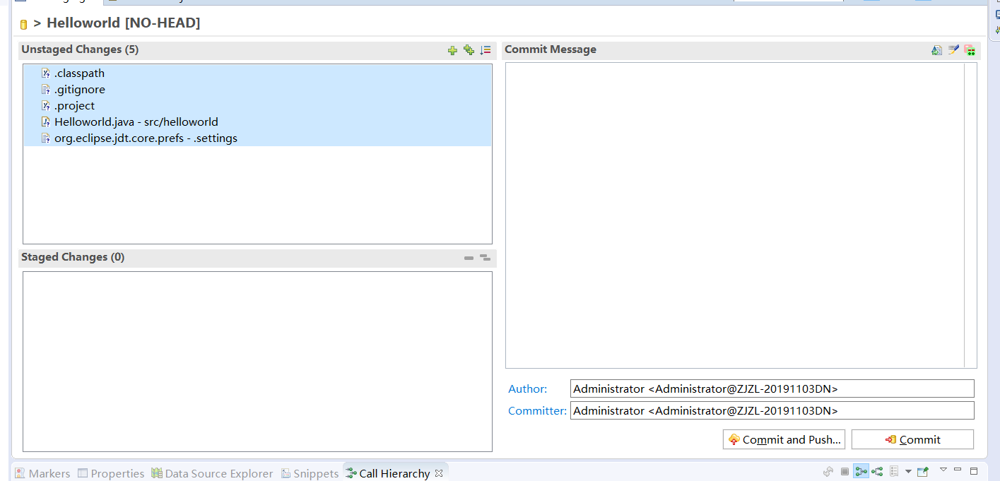 > Helloworld [NO-HEAD]
Unstaged Changes (5)
.classpath
.gitignore
.project
Helloworld.java - src/helloworld
org.eclipse.jdt.core.prefs - .settings
Staged Changes (0)
Commit Message
Author: Administrator <Administrator@ZJZL-20191103DN>
Committer: Administrator <Administrator@ZJZL-20191103DN>
Commit and Push...
Commit
Markers Properties Data Source Explorer Snippets Call Hierarchy